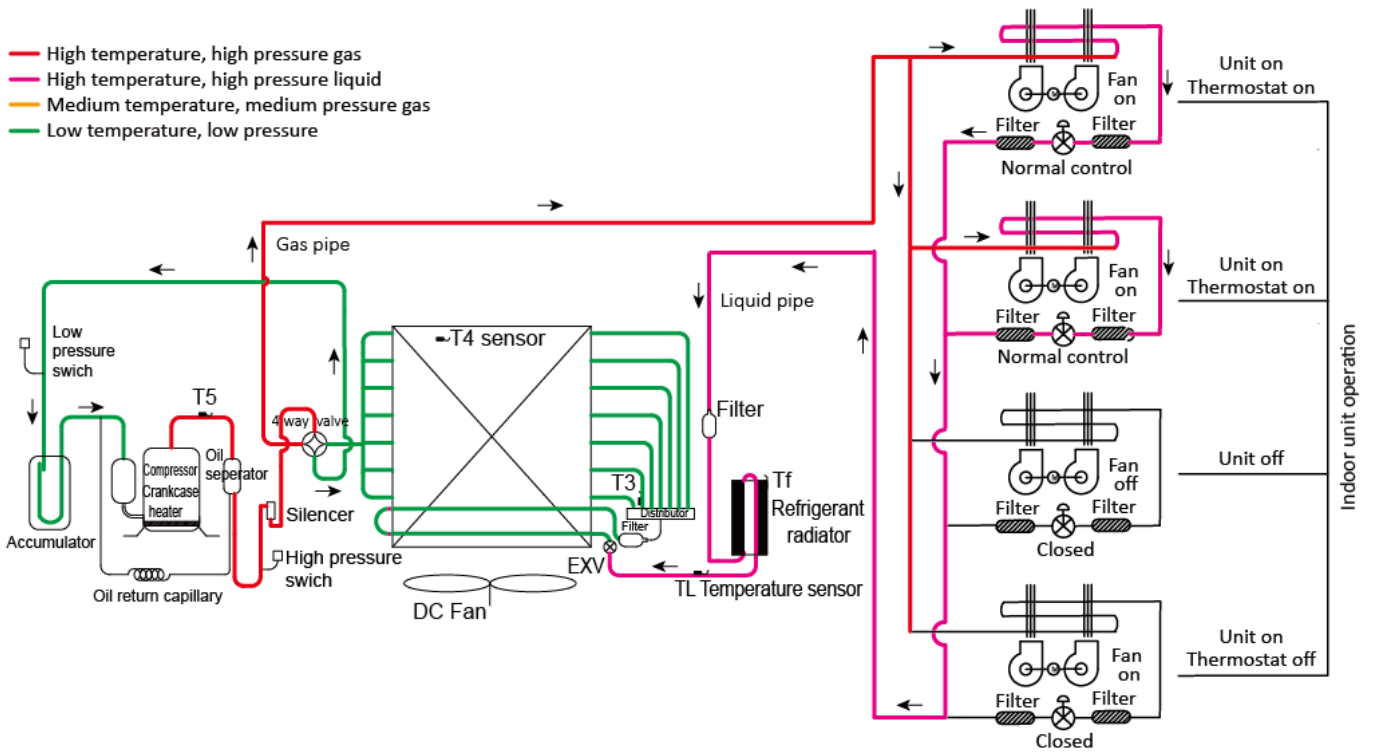 High temperature, high pressure gas
High temperature, high pressure liquid
Medium temperature, medium pressure gas
Low temperature, low pressure
Gas pipe
Liquid pipe
Low
pressure
swich
T5
4 way valve
T4 sensor
Compressor
Crankcase
heater
Oil
seperator
Accumulator
Silencer
High pressure
swich
Oil return capillary
DC Fan
T3
Distributor
Filter
EXV
Filter
Tf
Refrigerant
radiator
TL Temperature sensor
Fan
on
M
Filter
Filter
Normal control
Unit on
Thermostat on
Fan
on
M
Filter
Filter
Normal control
Unit on
Thermostat on
Fan
off
M
Filter
Filter
Closed
Unit off
Fan
on
M
Filter
Filter
Closed
Unit on
Thermostat off
Indoor unit operation